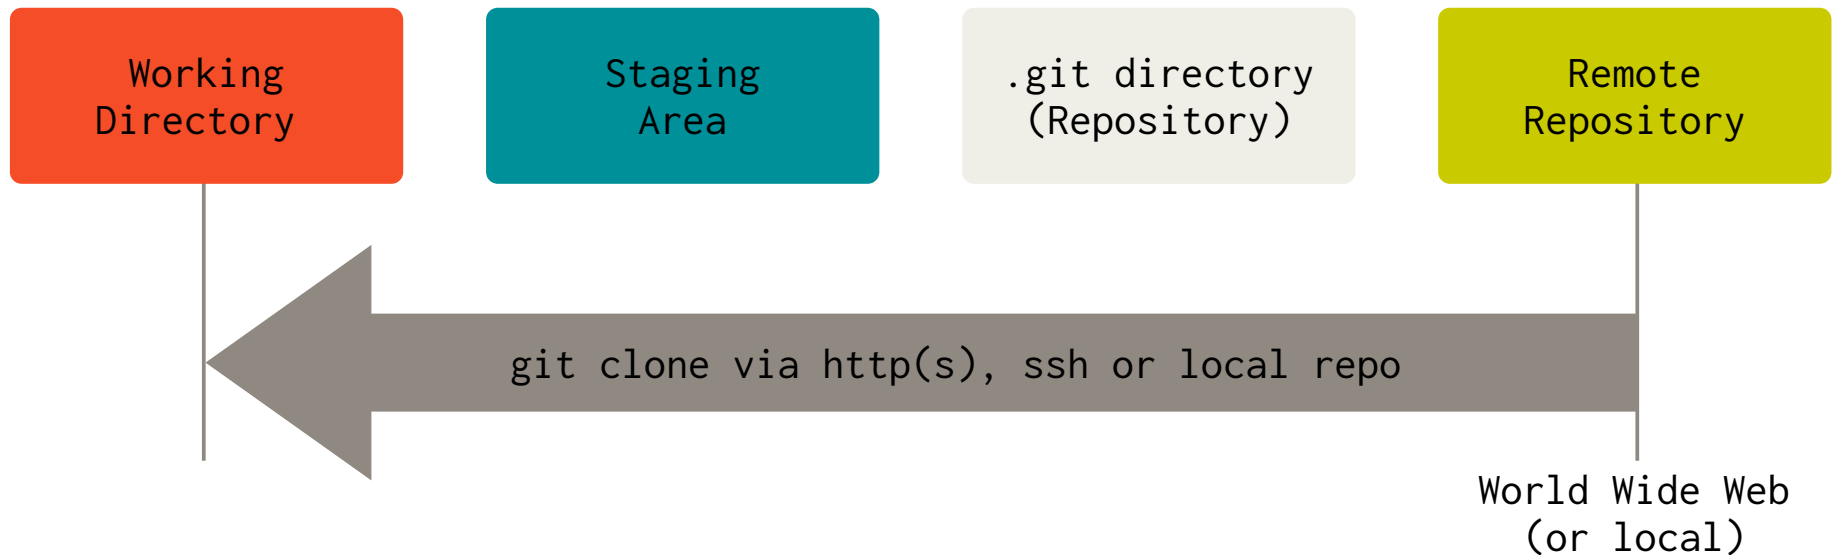 Working
Directory
Staging
Area
.git directory
(Repository)
Remote
Repository
git clone via http(s), ssh or local repo
World Wide Web
(or local)